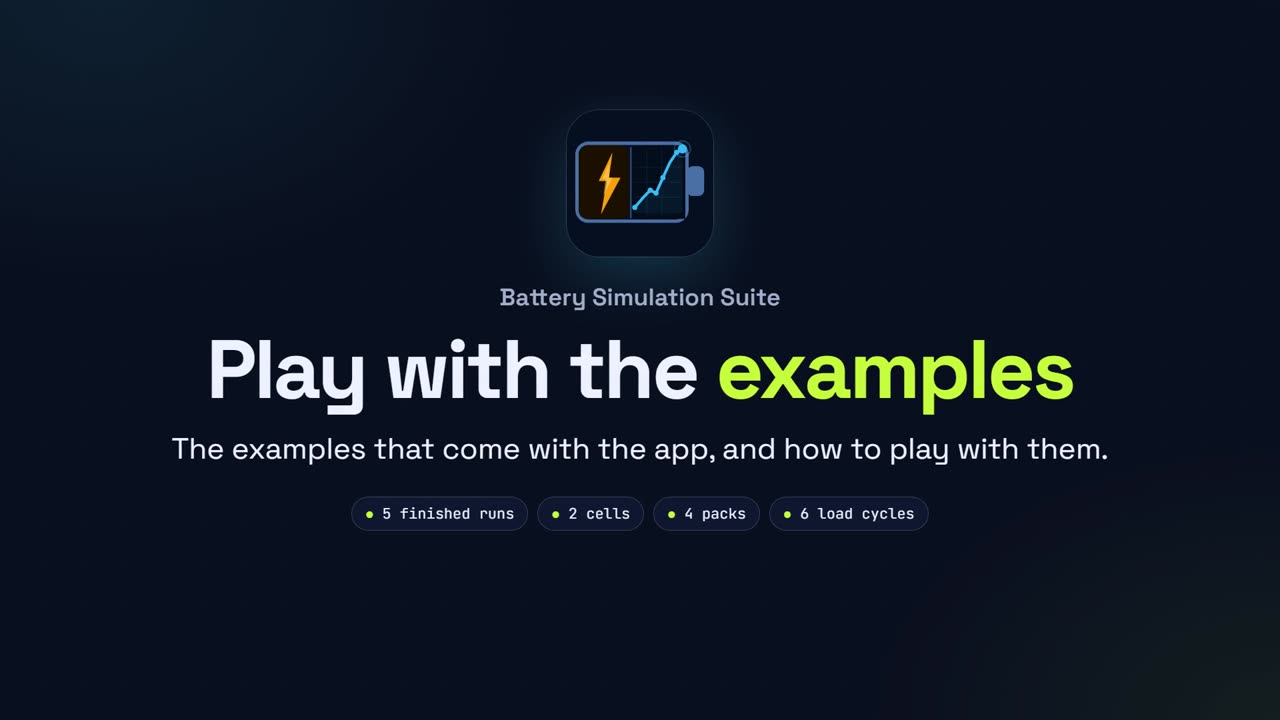 Battery Simulation Suite
Play with the examples
The examples that come with the app, and how to play with them.
5 finished runs
2 cells
4 packs
6 load cycles